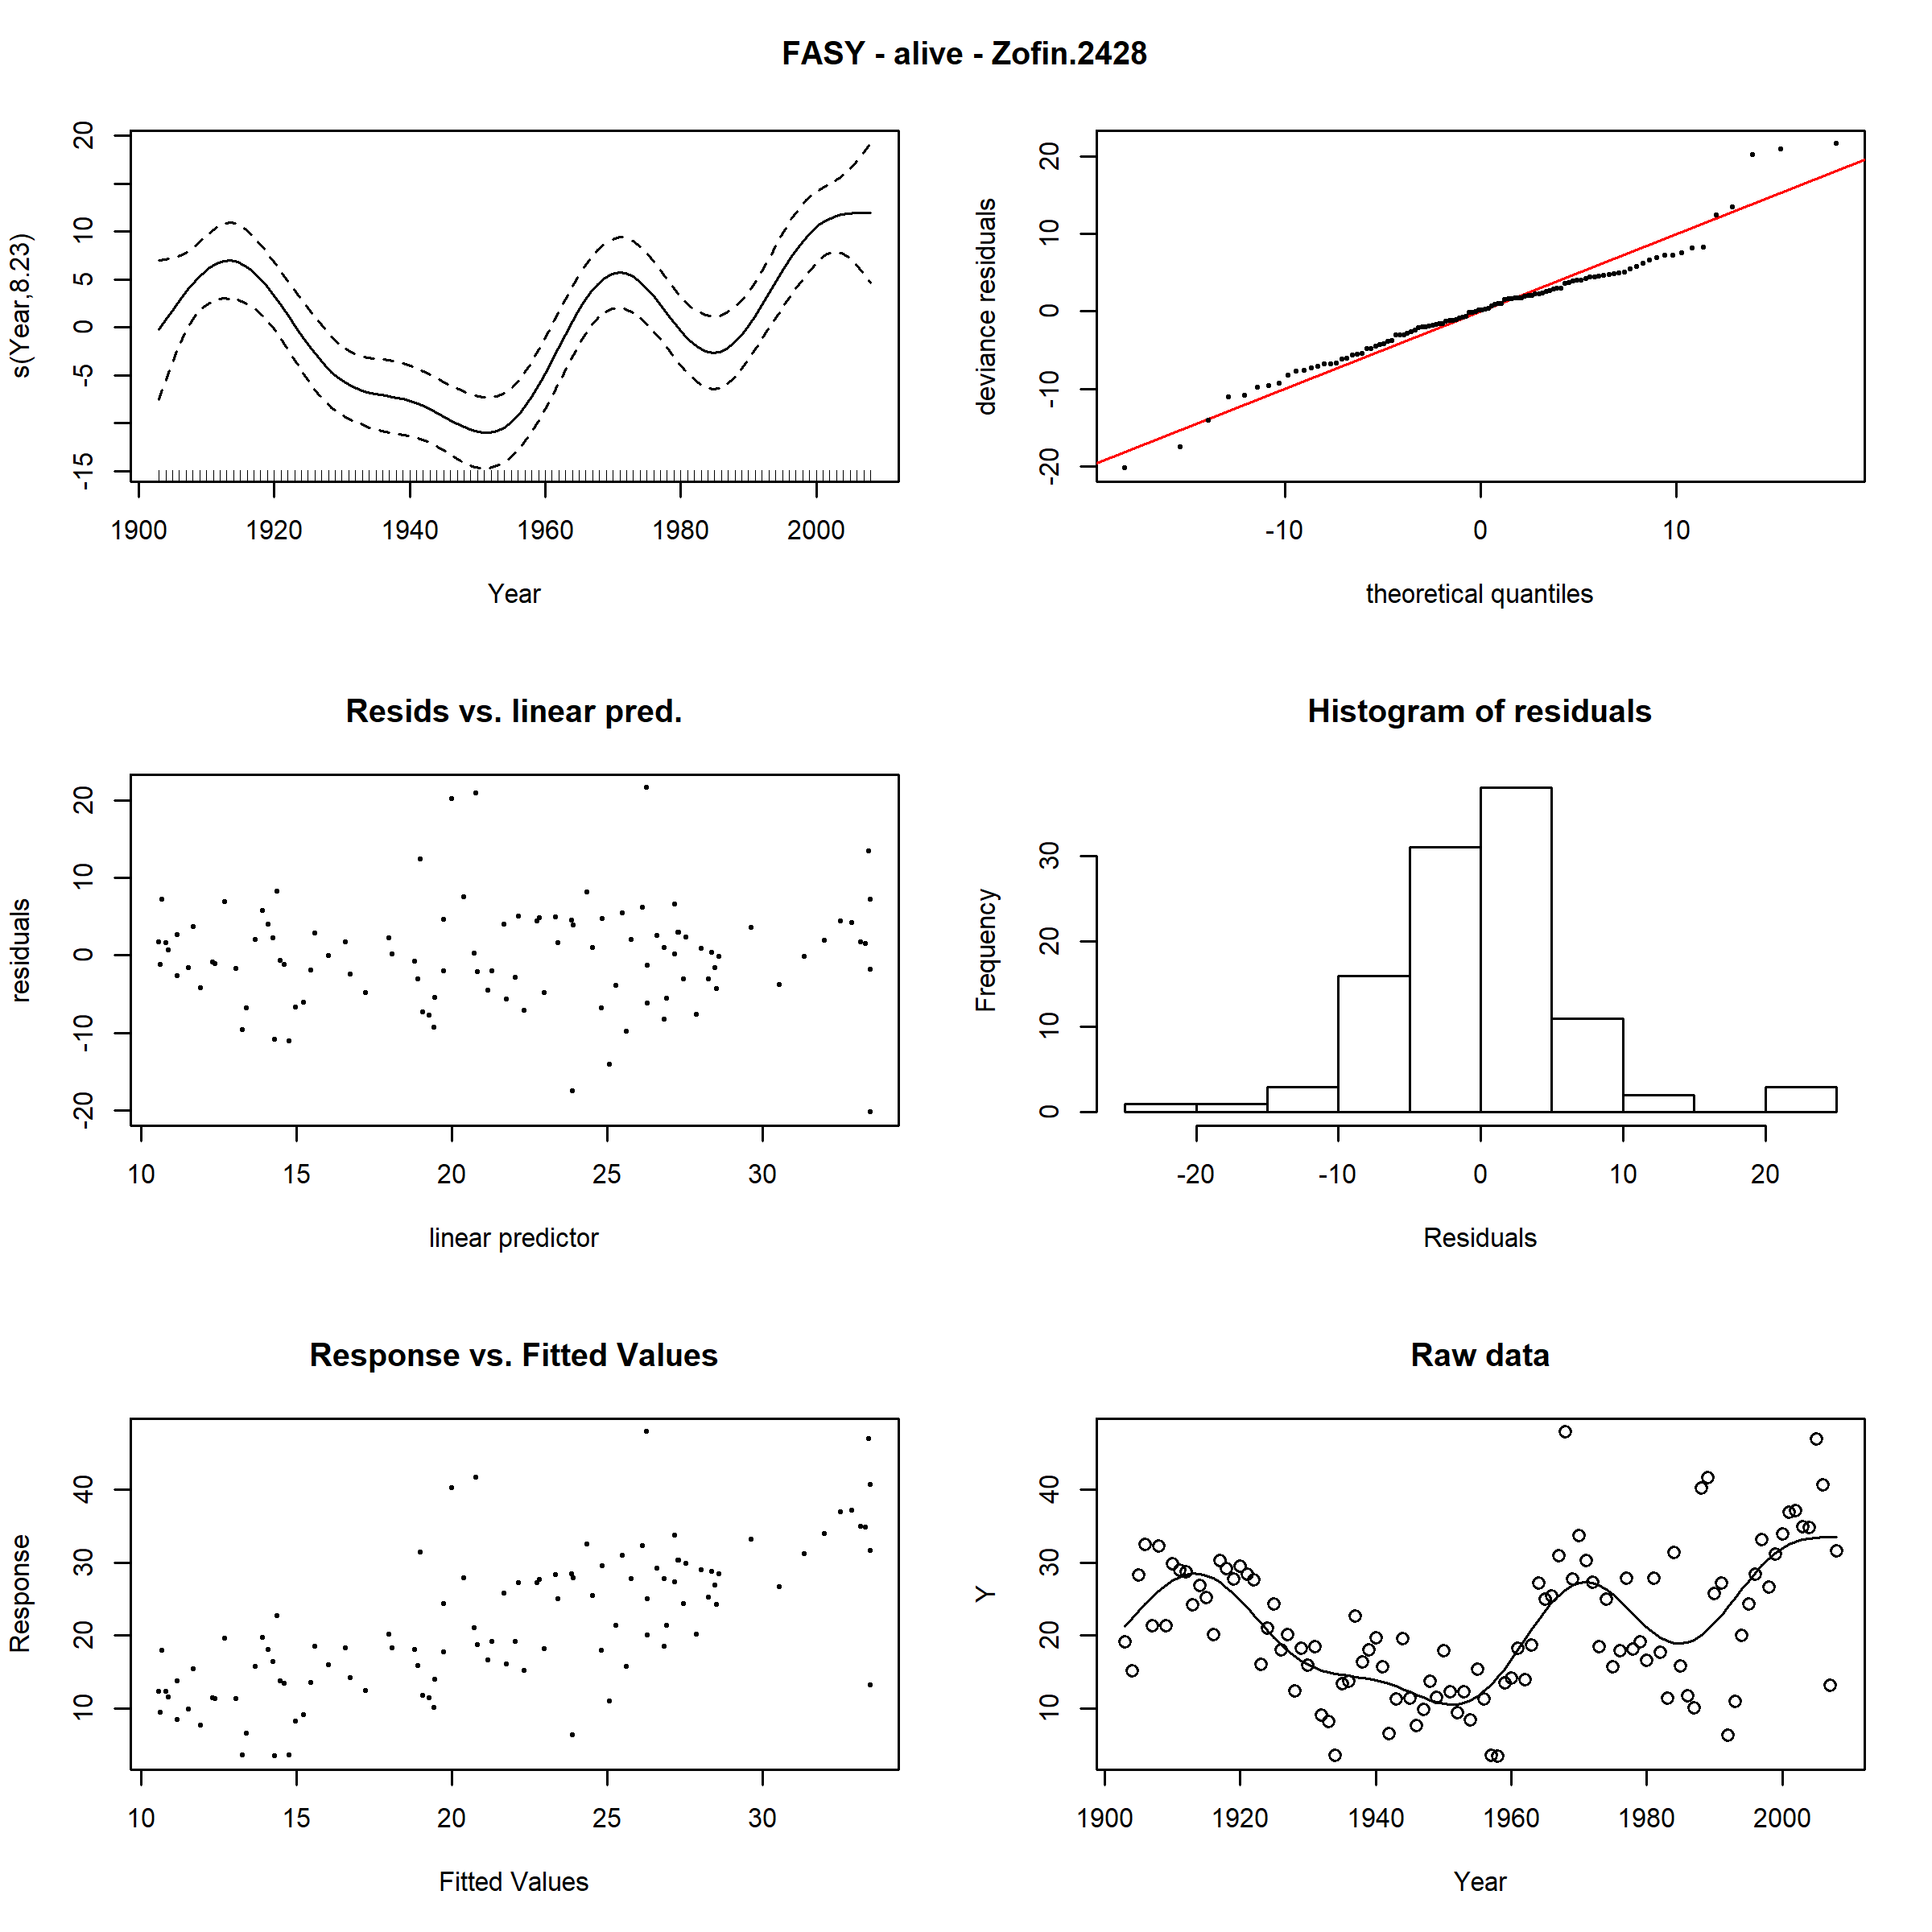 FASY - alive - Zofin.2428
s(Year,8.23)
20
10
5
0
-5
-15
1900 1920 1940 1960 1980 2000
Year
deviance residuals
20
10
0
-10
-20
-10 0 10
theoretical quantiles
Resids vs. linear pred.
residuals
20
10
0
-10
-20
10 15 20 25 30
linear predictor
Histogram of residuals
Frequency
30
20
10
0
-20 -10 0 10 20
Residuals
Response vs. Fitted Values
Response
40
30
20
10
10 15 20 25 30
Fitted Values
Raw data
Y
40
30
20
10
1900 1920 1940 1960 1980 2000
Year